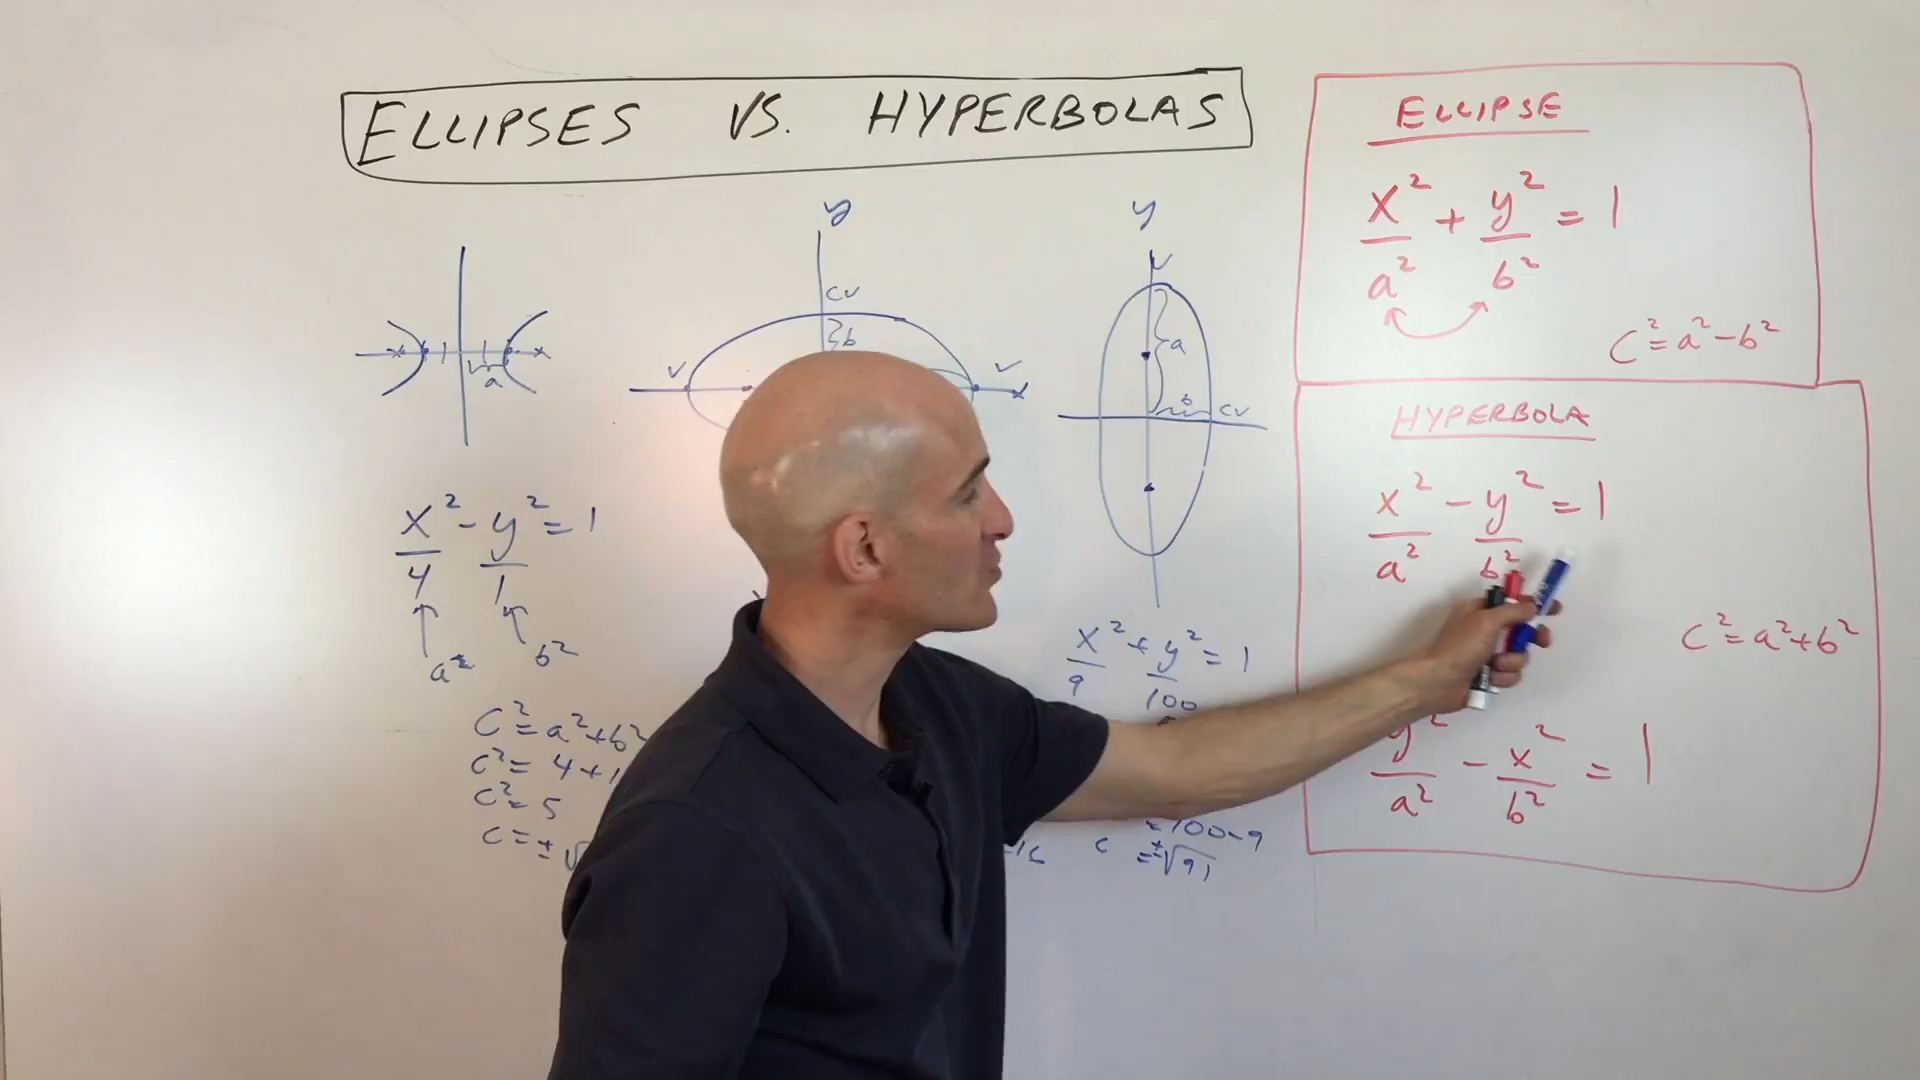 ELLIPSES VS. HYPERBOLAS
y
CV
b
V
V
x
a
y
V
a
b
CV
x²/4 - y²/1 = 1
a²
b²
c² = a² + b²
c² = 4 + 1
c² = 5
c = ±√
x²/9 + y²/100 = 1
= 100 - 9
c = ±√91
-16
ELLIPSE
x²/a² + y²/b² = 1
c² = a² - b²
HYPERBOLA
x²/a² - y²/b² = 1
c² = a² + b²
y²/a² - x²/b² = 1